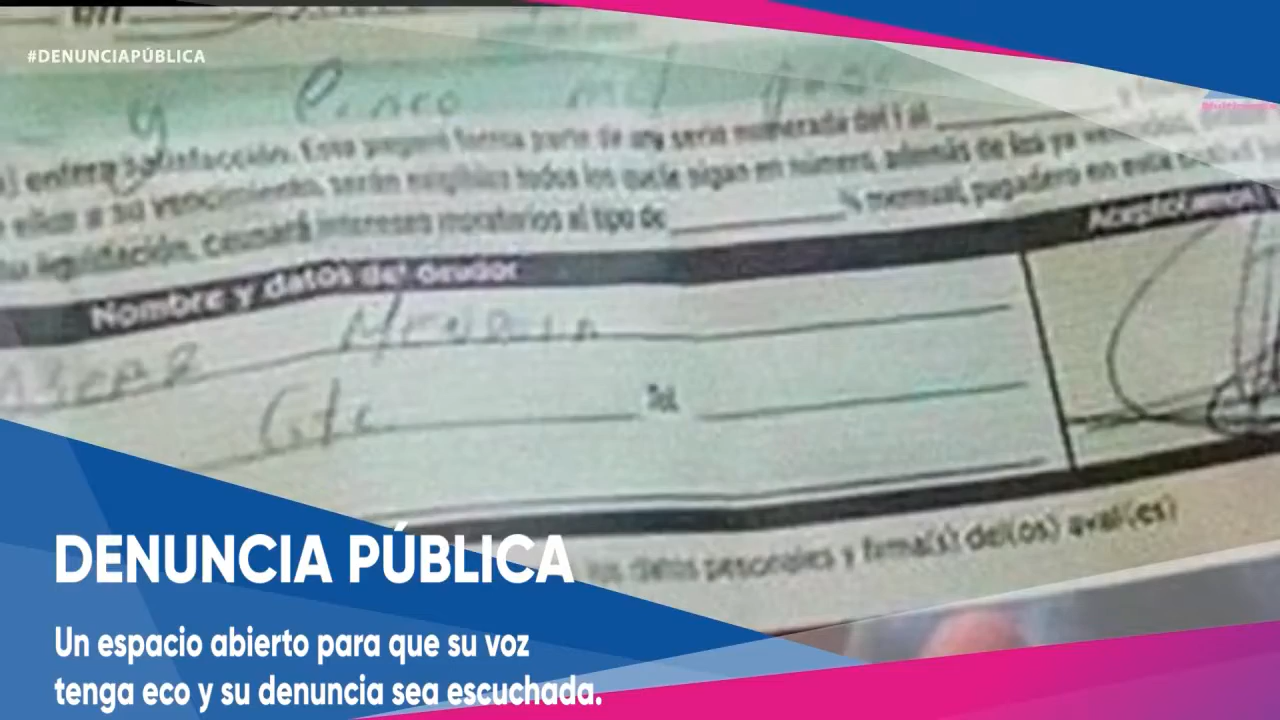 #DENUNCIAPÚBLICA
y Cinco mil
entera satisfacción. Este pagaré forma parte de una serie numerada del 1 al
a su vencimiento, serán exigibles todos los que le sigan en número, además de los ya vencidos,
liquidación, causará intereses moratorios al tipo de % mensual, pagadero en esta ciudad
Acepto(amos)
Nombre y datos del deudor
Tel.
datos personales y firma(s) del(os) aval(es)
DENUNCIA PÚBLICA
Un espacio abierto para que su voz
tenga eco y su denuncia sea escuchada.